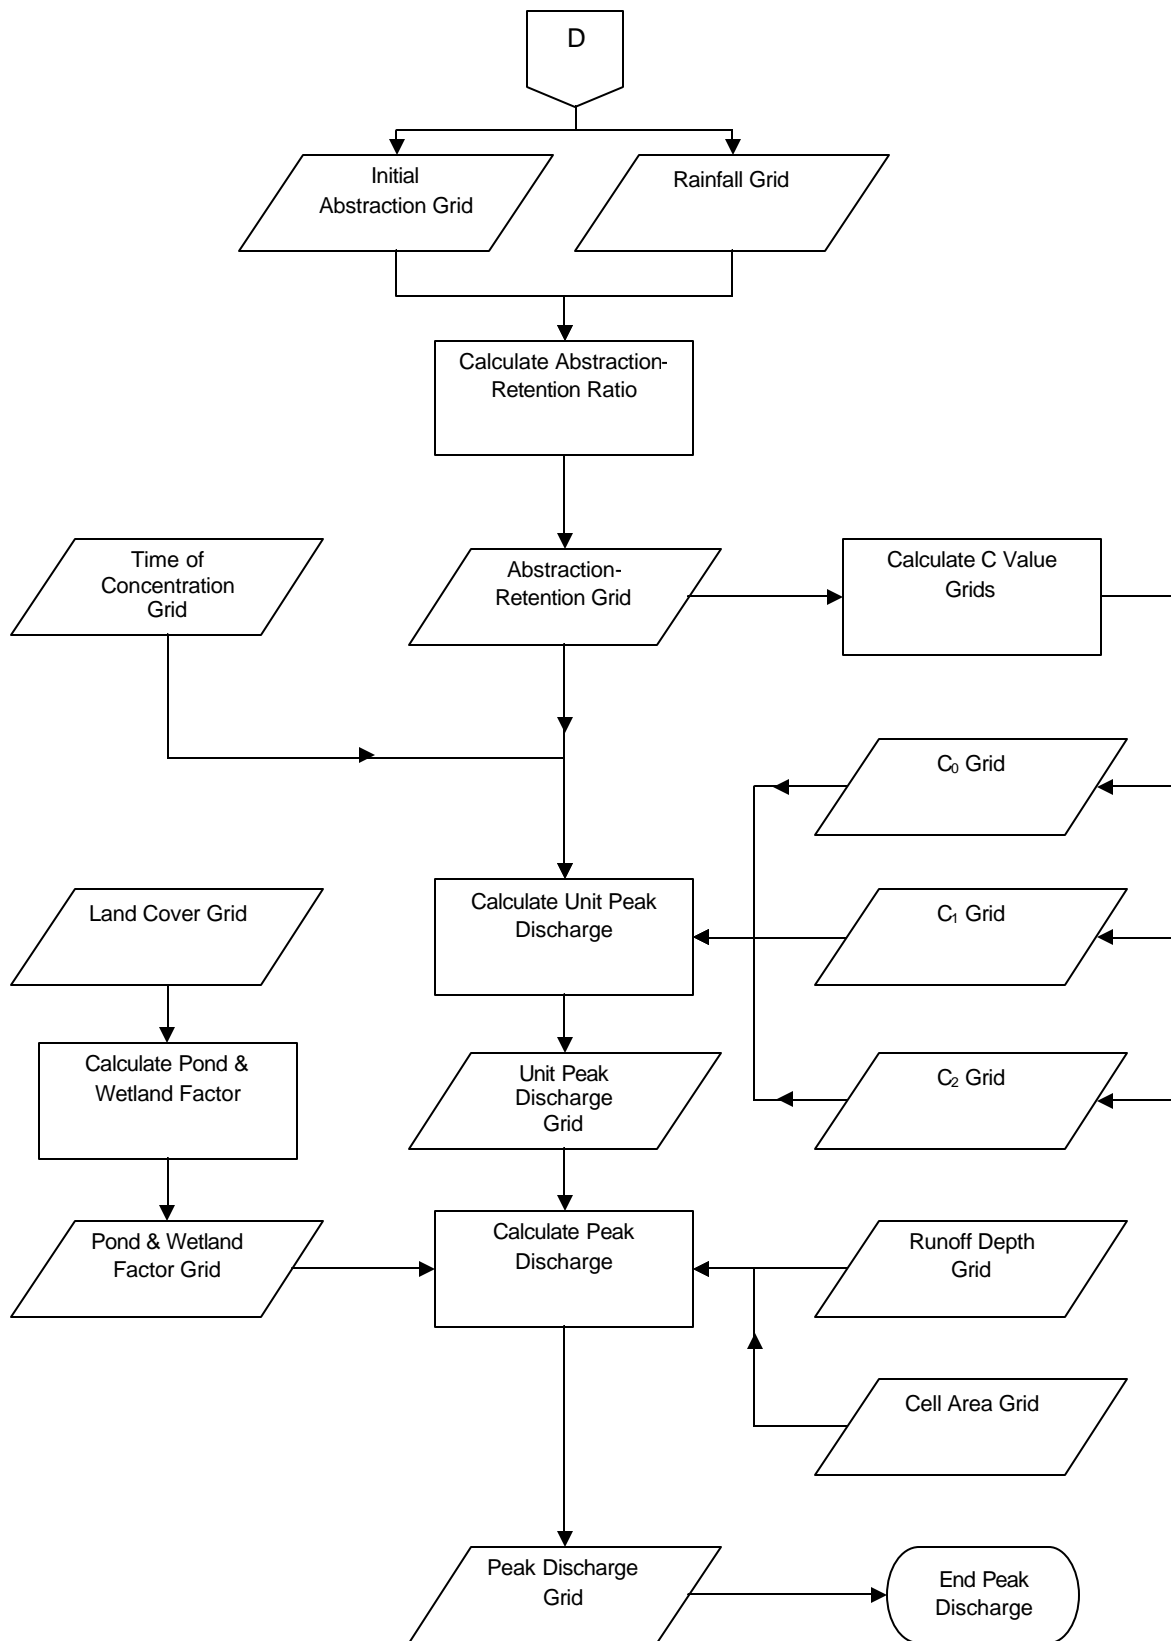 D
Initial
Abstraction Grid
Rainfall Grid
Calculate Abstraction-
Retention Ratio
Time of
Concentration
Grid
Abstraction-
Retention Grid
Calculate C Value
Grids
C₀ Grid
Land Cover Grid
Calculate Unit Peak
Discharge
C₁ Grid
Calculate Pond &
Wetland Factor
Unit Peak
Discharge
Grid
C₂ Grid
Pond & Wetland
Factor Grid
Calculate Peak
Discharge
Runoff Depth
Grid
Cell Area Grid
Peak Discharge
Grid
End Peak
Discharge